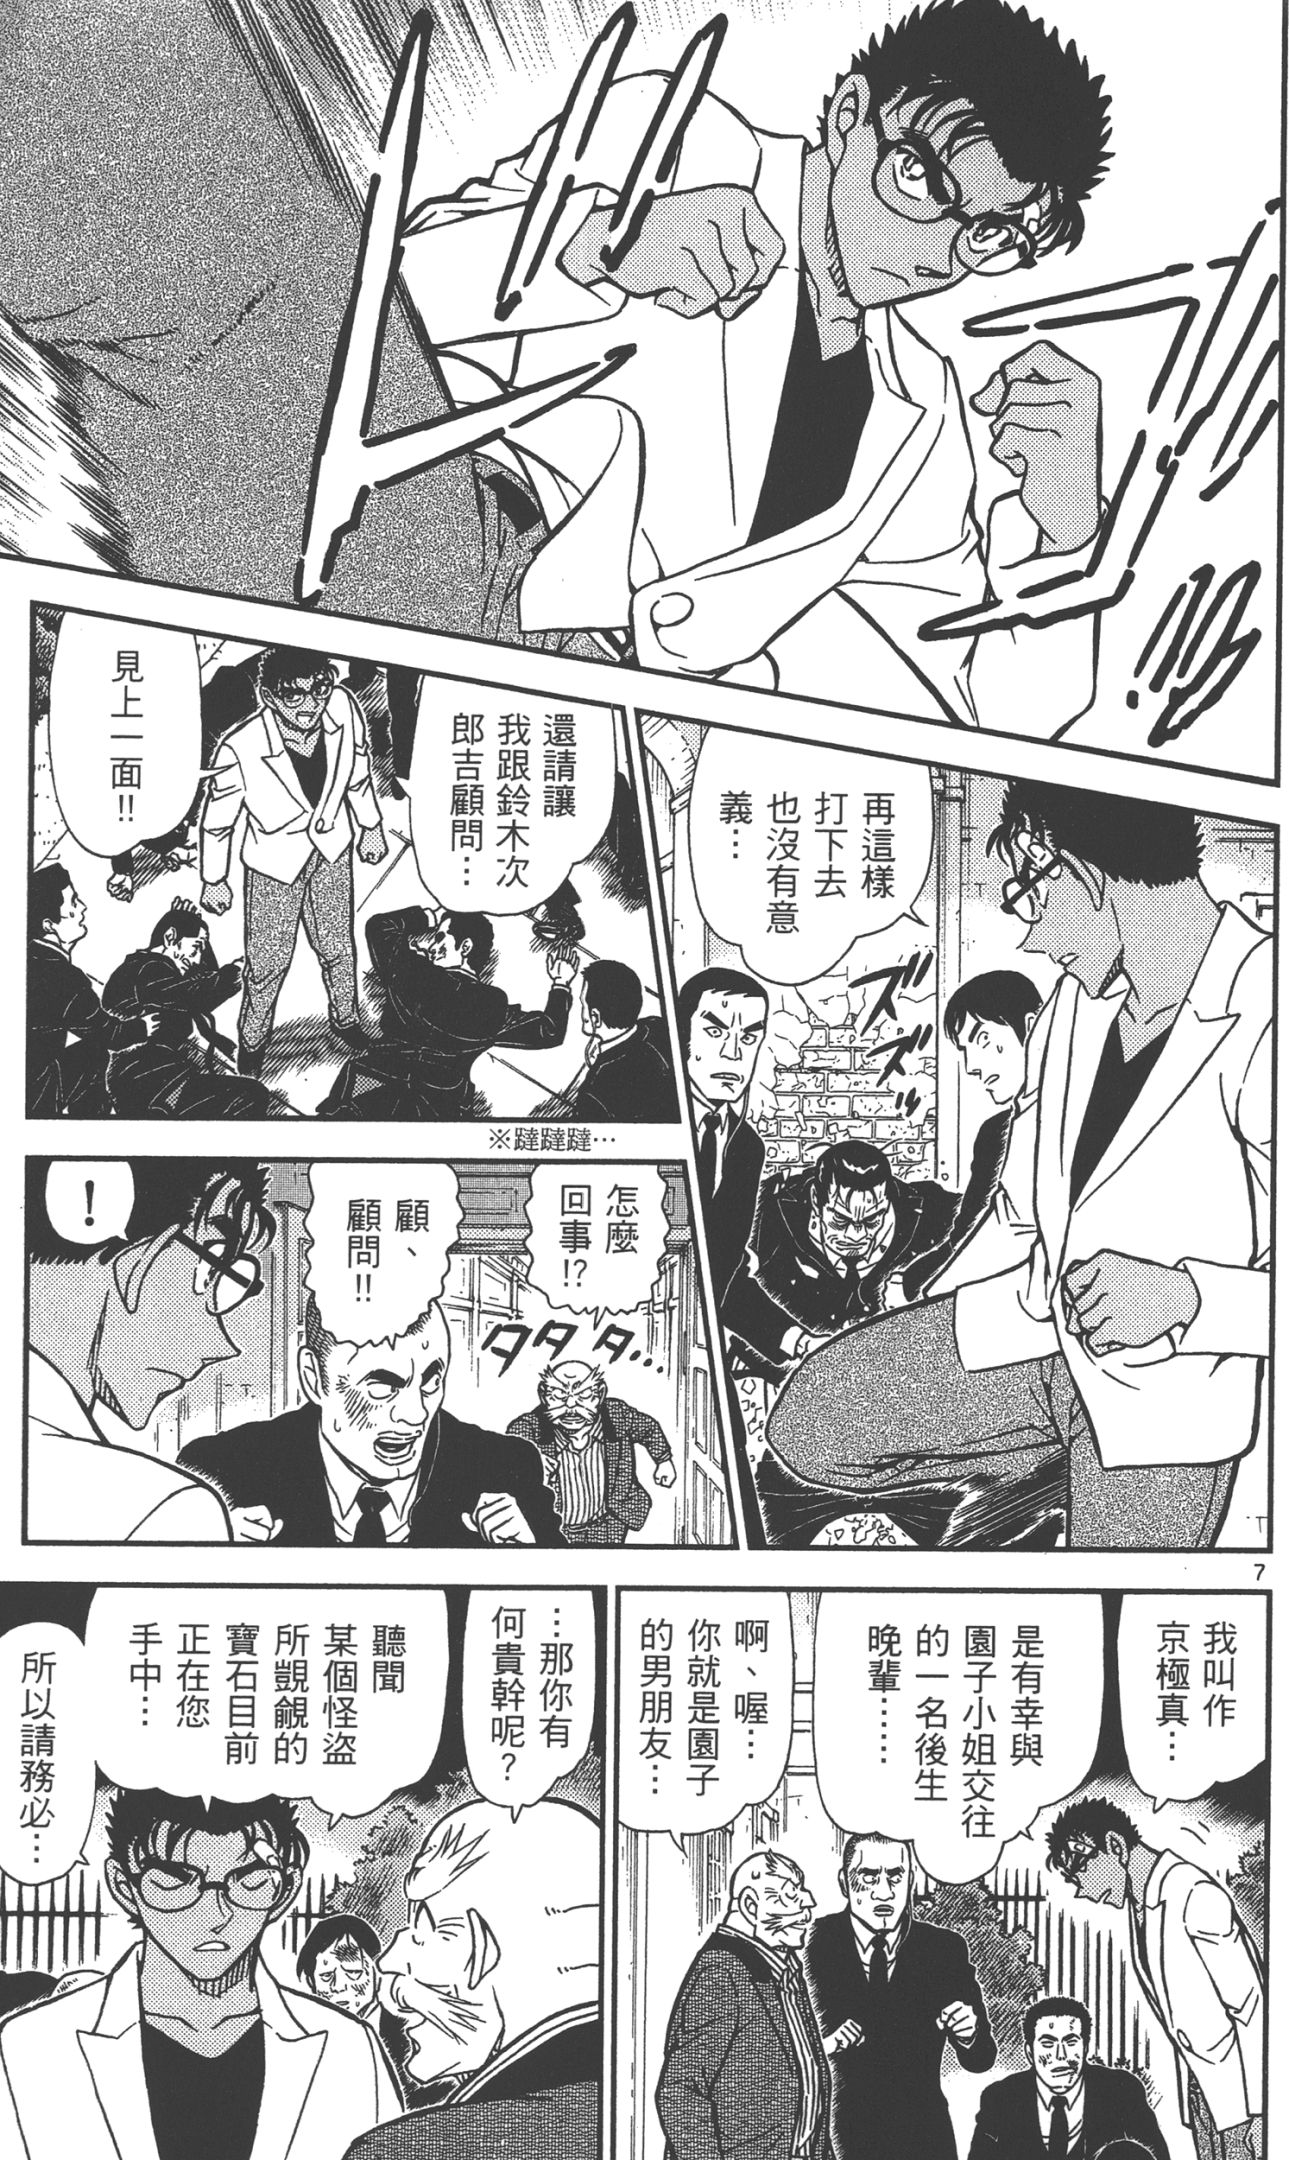 再這樣
打下去
也沒有意
義…
ズズッ
還請讓
我跟鈴木次
郎吉顧問…
見上一面!!
※躂躂躂…
怎麼
回事!?
タタタ…
顧、
顧問!!
!
7
我叫作
京極真…
是有幸與
園子小姐交往
的一名後生
晚輩……
啊、喔…
你就是園子
的男朋友…
…那你有
何貴幹呢?
聽聞
某個怪盜
所覬覦的
寶石目前
正在您
手中…
所以請務必…